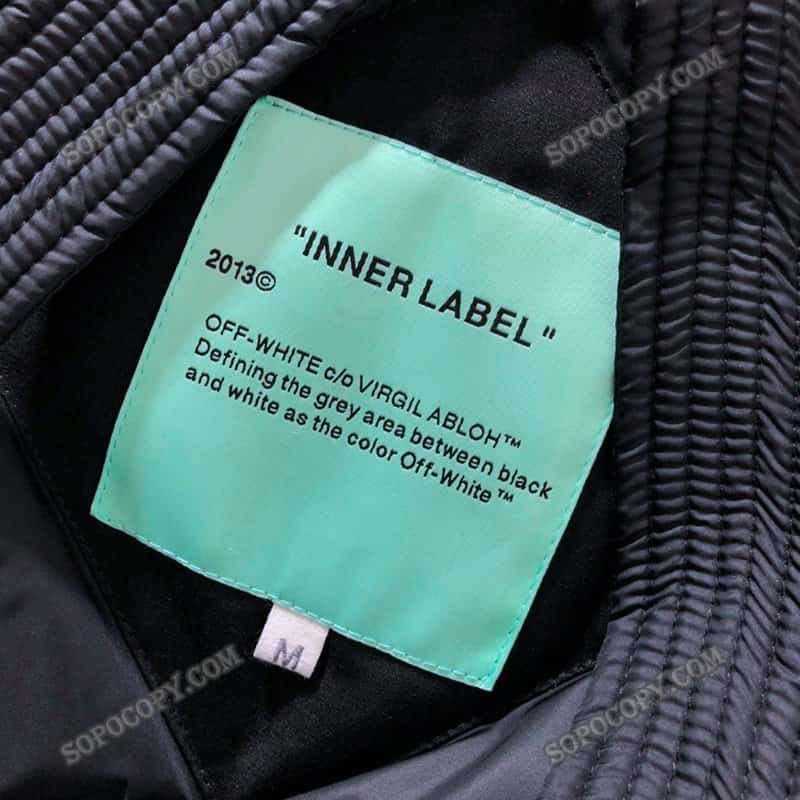 SOPOCOPY.COM
SOPOCOPY.COM
"INNER LABEL"
2013©
OFF-WHITE c/o VIRGIL ABLOH™
Defining the grey area between black
and white as the color Off-White™
M
SOPOCOPY.COM
SOPOCOPY.COM